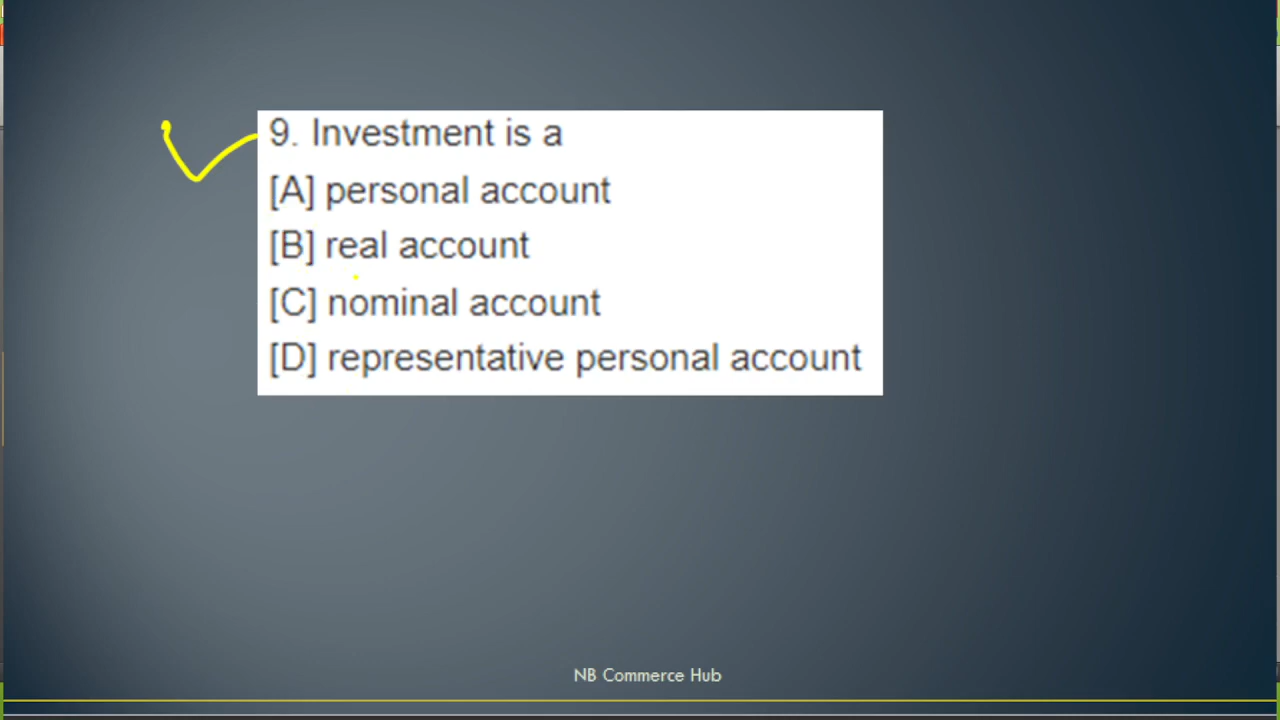 9. Investment is a
[A] personal account
[B] real account
[C] nominal account
[D] representative personal account
NB Commerce Hub